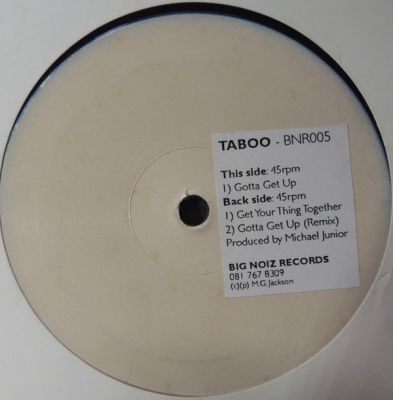 TABOO - BNR005
This side: 45rpm
1) Gotta Get Up
Back side: 45rpm
1) Get Your Thing Together
2) Gotta Get Up (Remix)
Produced by Michael Junior
BIG NOIZ RECORDS
081 767 8309
(c)(p) M.G Jackson